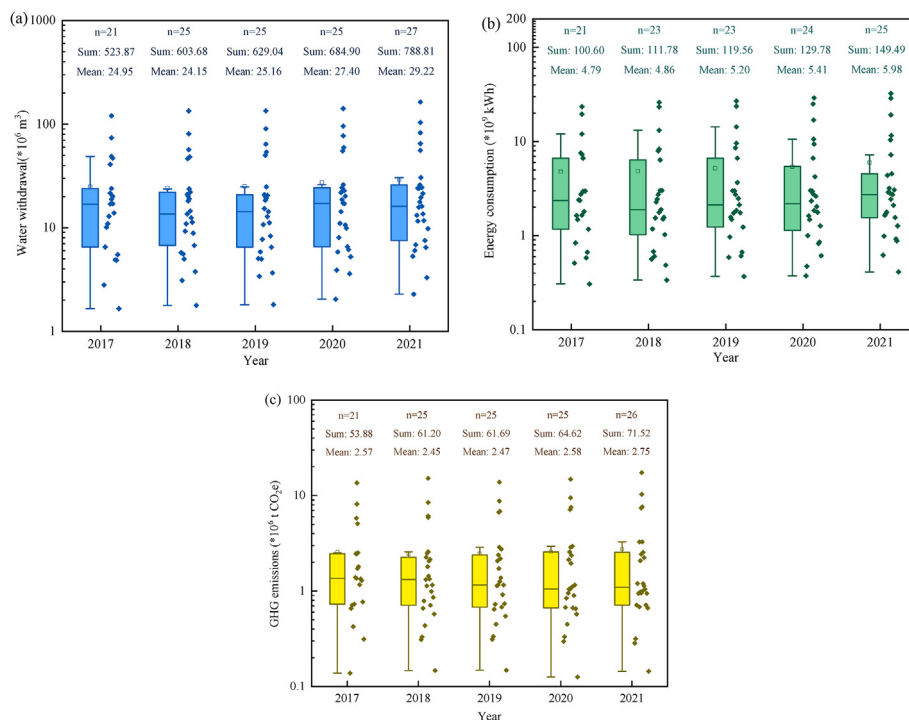 (a)
n=21 n=25 n=25 n=25 n=27
Sum: 523.87 Sum: 603.68 Sum: 629.04 Sum: 684.90 Sum: 788.81
Mean: 24.95 Mean: 24.15 Mean: 25.16 Mean: 27.40 Mean: 29.22
1000
100
10
1
Water withdrawal(*10⁶ m³)
2017 2018 2019 2020 2021
Year
(b)
n=21 n=23 n=23 n=24 n=25
Sum: 100.60 Sum: 111.78 Sum: 119.56 Sum: 129.78 Sum: 149.49
Mean: 4.79 Mean: 4.86 Mean: 5.20 Mean: 5.41 Mean: 5.98
200
100
10
1
0.1
Energy consumption (*10⁹ kWh)
2017 2018 2019 2020 2021
Year
(c)
n=21 n=25 n=25 n=25 n=26
Sum: 53.88 Sum: 61.20 Sum: 61.69 Sum: 64.62 Sum: 71.52
Mean: 2.57 Mean: 2.45 Mean: 2.47 Mean: 2.58 Mean: 2.75
100
10
1
0.1
GHG emissions (*10⁶ t CO₂e)
2017 2018 2019 2020 2021
Year